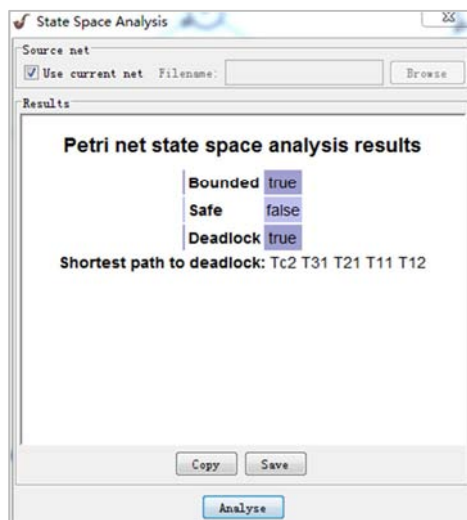 State Space Analysis
Source net
Use current net Filename: Browse
Results
Petri net state space analysis results
Bounded true
Safe false
Deadlock true
Shortest path to deadlock: Tc2 T31 T21 T11 T12
Copy Save
Analyse